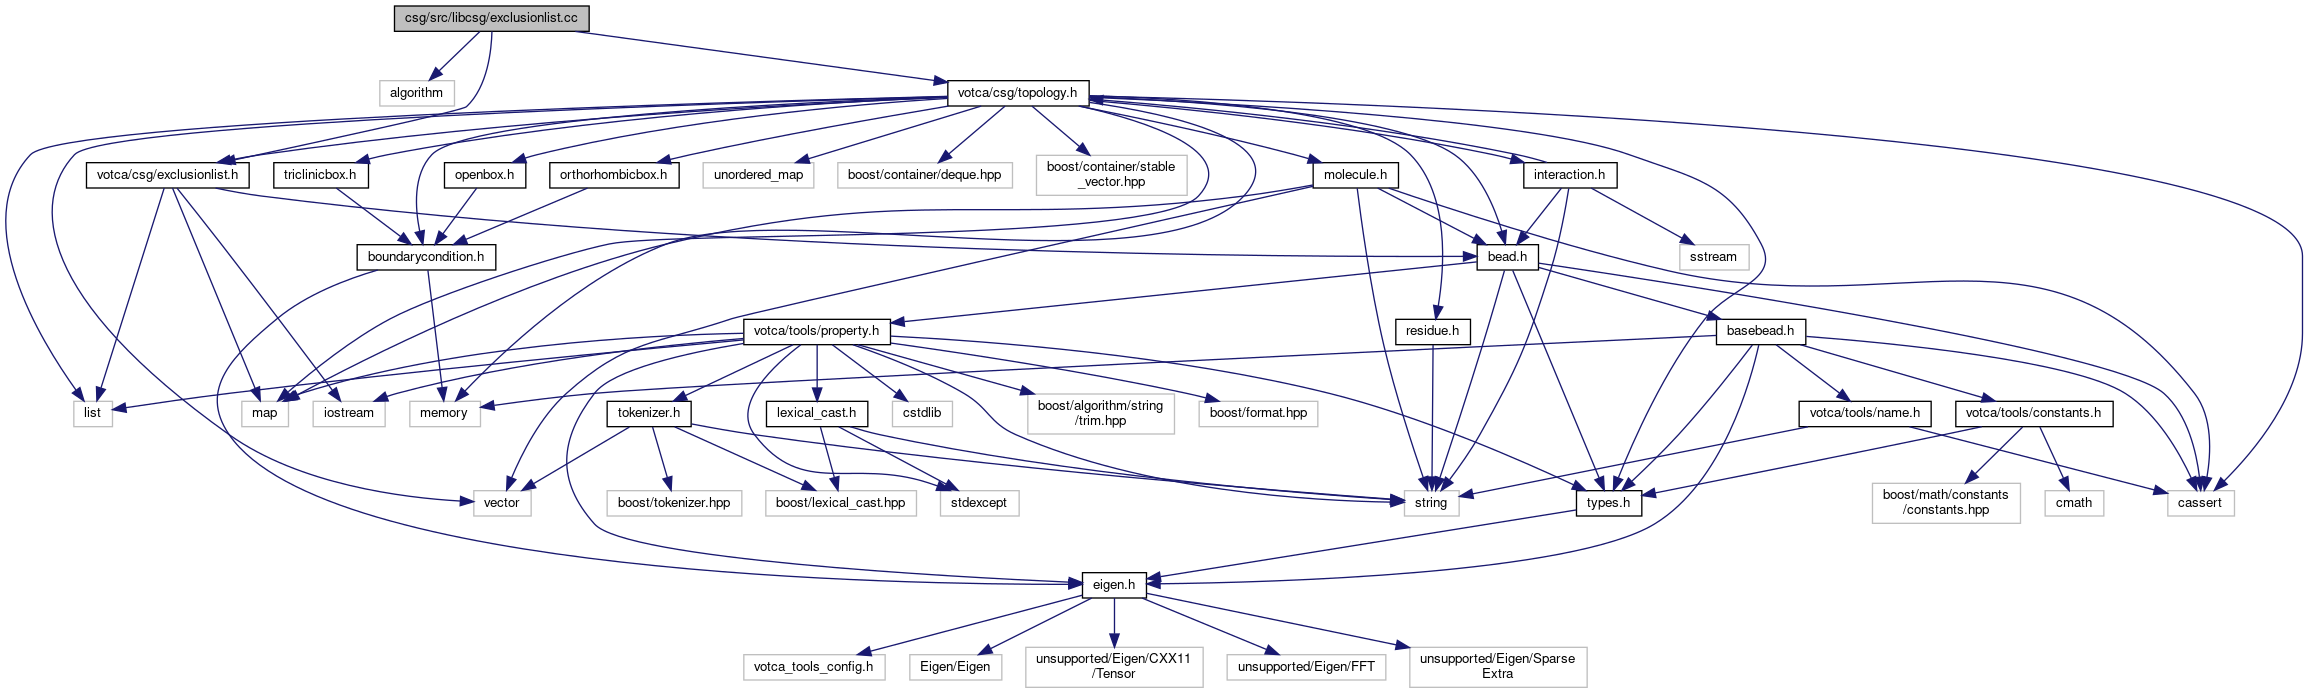 csg/src/libcsg/exclusionlist.cc
algorithm
votca/csg/topology.h
votca/csg/exclusionlist.h
triclinicbox.h
openbox.h
orthorhombicbox.h
unordered_map
boost/container/deque.hpp
boost/container/stable
_vector.hpp
molecule.h
interaction.h
boundarycondition.h
bead.h
sstream
votca/tools/property.h
residue.h
basebead.h
list
map
iostream
memory
tokenizer.h
lexical_cast.h
cstdlib
boost/algorithm/string
/trim.hpp
boost/format.hpp
votca/tools/name.h
votca/tools/constants.h
vector
boost/tokenizer.hpp
boost/lexical_cast.hpp
stdexcept
string
types.h
boost/math/constants
/constants.hpp
cmath
cassert
eigen.h
votca_tools_config.h
Eigen/Eigen
unsupported/Eigen/CXX11
/Tensor
unsupported/Eigen/FFT
unsupported/Eigen/Sparse
Extra